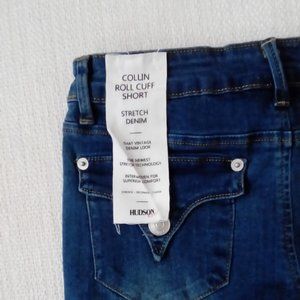 COLLIN
ROLL CUFF
SHORT
STRETCH
DENIM
THAT VINTAGE
DENIM LOOK
THE NEWEST
STRETCH TECHNOLOGY
INTERWOVEN FOR
SUPERIOR COMFORT
HUDSON